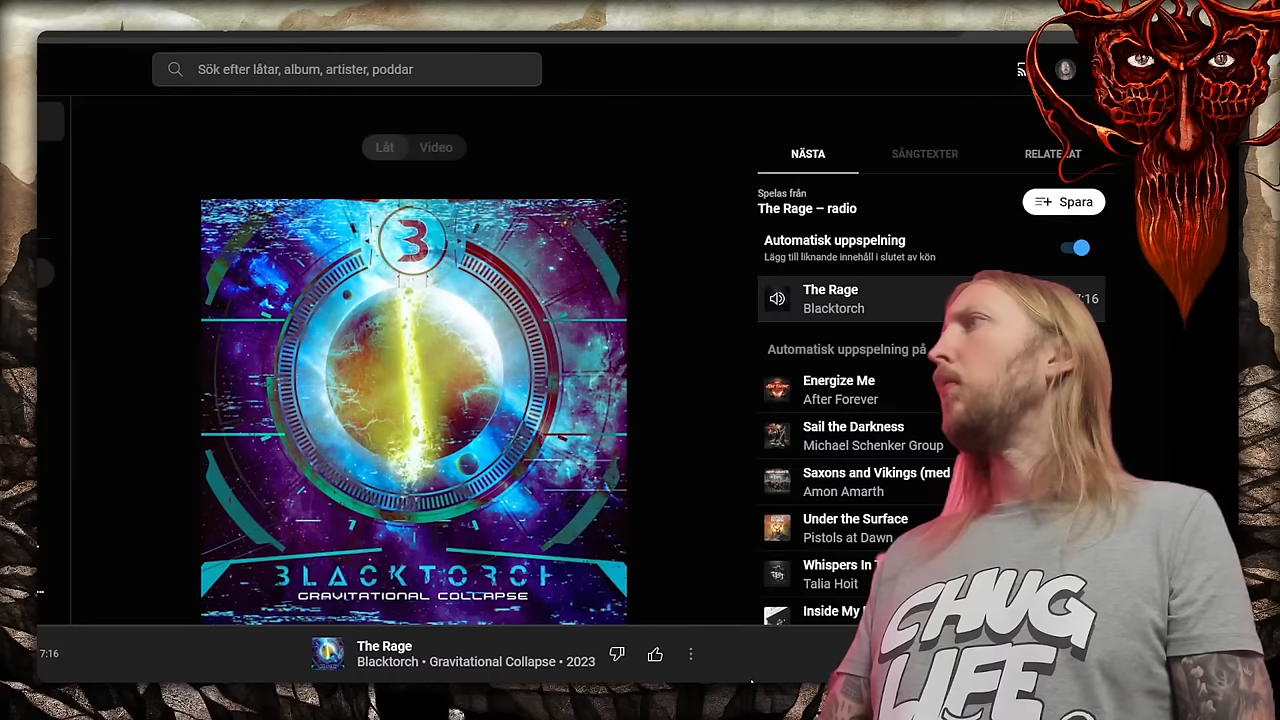 Sök efter låtar, album, artister, poddar
Låt Video
NÄSTA SÅNGTEXTER RELATERAT
Spelas från
The Rage – radio
Spara
Automatisk uppspelning
Lägg till liknande innehåll i slutet av kön
The Rage
Blacktorch
7:16
Automatisk uppspelning på
Energize Me
After Forever
Sail the Darkness
Michael Schenker Group
Saxons and Vikings (med
Amon Amarth
Under the Surface
Pistols at Dawn
Whispers In
Talia Hoit
Inside My
3
BLACKTORCH
GRAVITATIONAL COLLAPSE
7:16
The Rage
Blacktorch • Gravitational Collapse • 2023
CHUG
LIFE